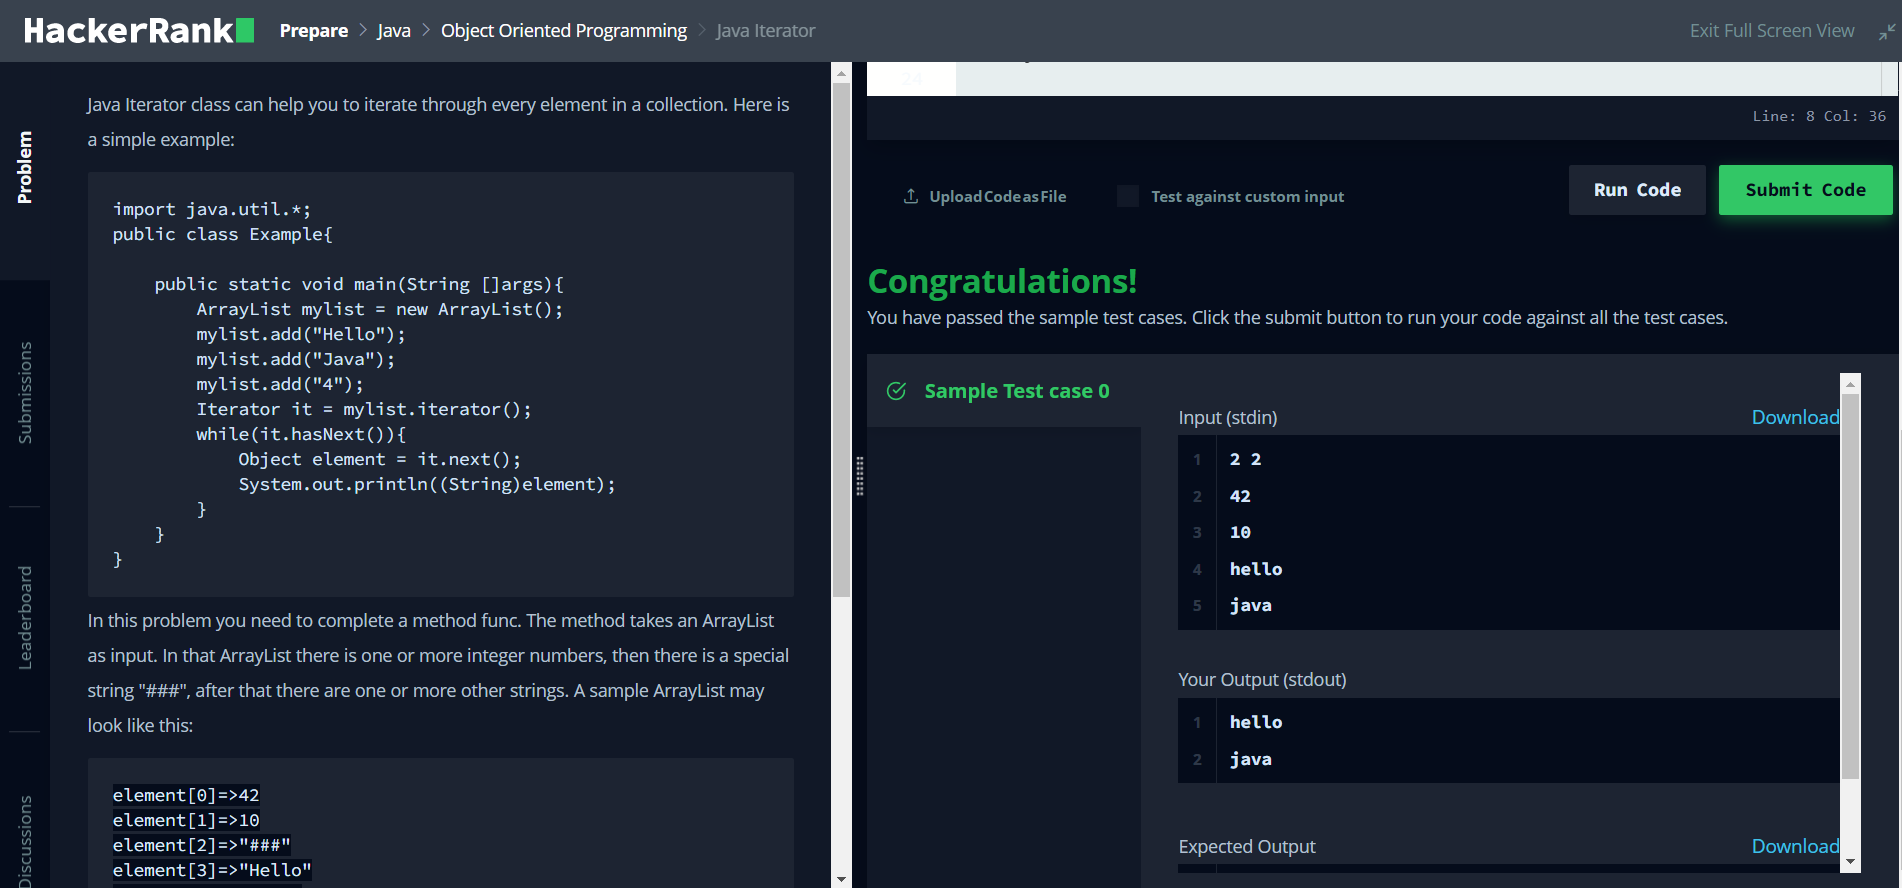 HackerRank
Prepare > Java > Object Oriented Programming > Java Iterator
Exit Full Screen View
Problem
Submissions
Leaderboard
Discussions
Java Iterator class can help you to iterate through every element in a collection. Here is
a simple example:
import java.util.*;
public class Example{
    public static void main(String []args){
        ArrayList mylist = new ArrayList();
        mylist.add("Hello");
        mylist.add("Java");
        mylist.add("4");
        Iterator it = mylist.iterator();
        while(it.hasNext()){
            Object element = it.next();
            System.out.println((String)element);
        }
    }
}
In this problem you need to complete a method func. The method takes an ArrayList
as input. In that ArrayList there is one or more integer numbers, then there is a special
string "###", after that there are one or more other strings. A sample ArrayList may
look like this:
element[0]=>42
element[1]=>10
element[2]=>"###"
element[3]=>"Hello"
24
Line: 8 Col: 36
Upload Code as File
Test against custom input
Run Code
Submit Code
Congratulations!
You have passed the sample test cases. Click the submit button to run your code against all the test cases.
Sample Test case 0
Input (stdin)
Download
1 2 2
2 42
3 10
4 hello
5 java
Your Output (stdout)
1 hello
2 java
Expected Output
Download